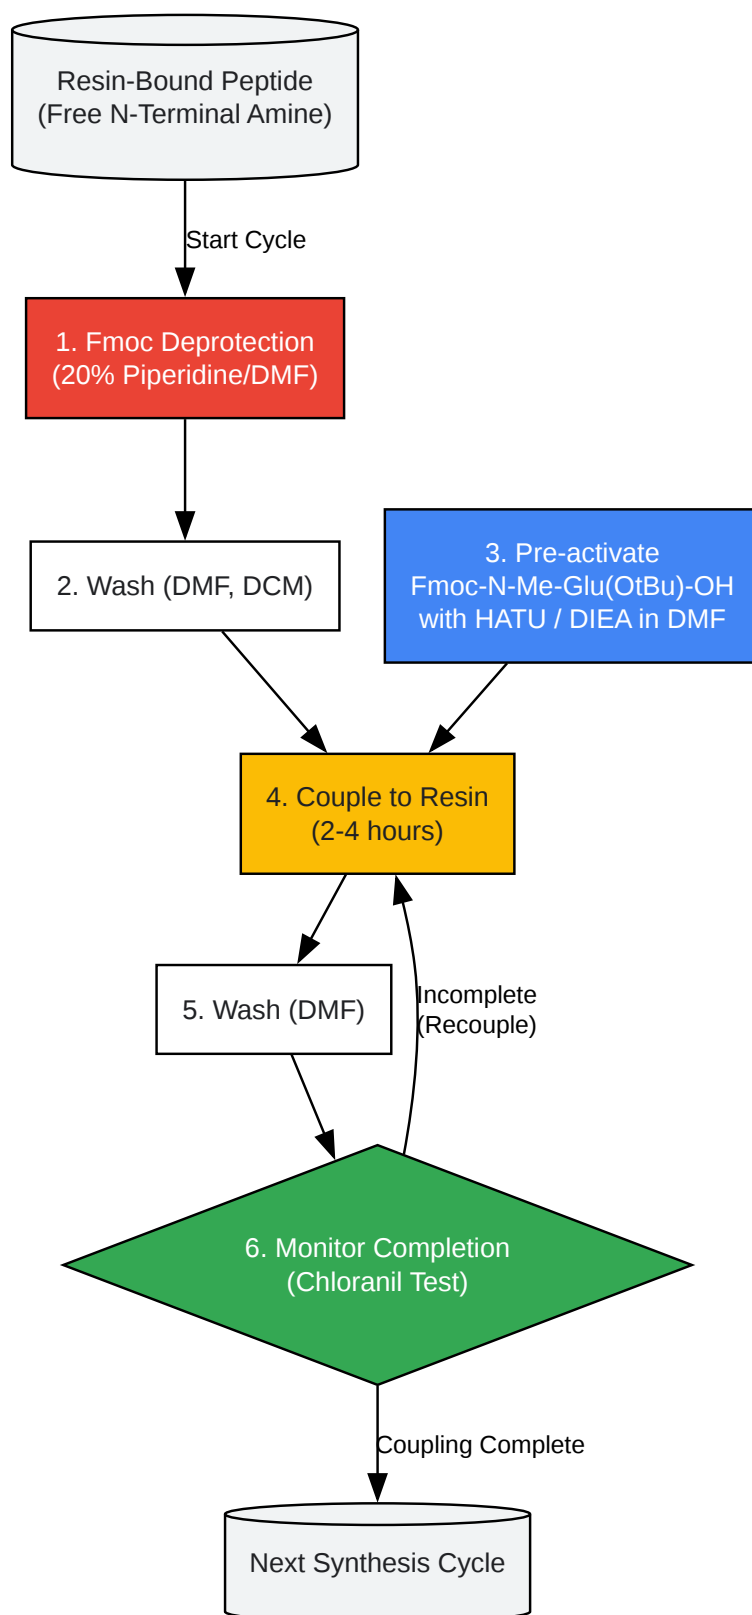 Resin-Bound Peptide
(Free N-Terminal Amine)
Start Cycle
1. Fmoc Deprotection
(20% Piperidine/DMF)
2. Wash (DMF, DCM)
3. Pre-activate
Fmoc-N-Me-Glu(OtBu)-OH
with HATU / DIEA in DMF
4. Couple to Resin
(2-4 hours)
5. Wash (DMF)
Incomplete
(Recouple)
6. Monitor Completion
(Chloranil Test)
Coupling Complete
Next Synthesis Cycle